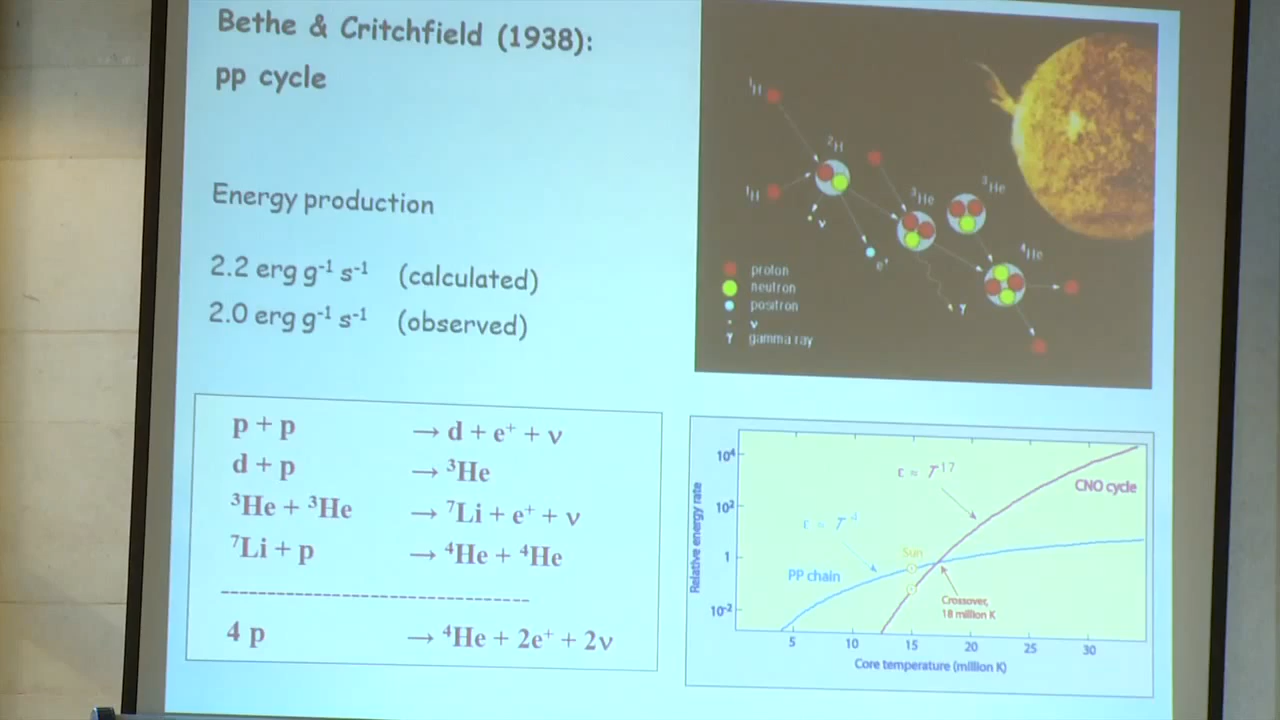 Bethe & Critchfield (1938):
pp cycle
Energy production
2.2 erg g⁻¹ s⁻¹ (calculated)
2.0 erg g⁻¹ s⁻¹ (observed)
p + p → d + e⁺ + ν
d + p → ³He
³He + ³He → ⁷Li + e⁺ + ν
⁷Li + p → ⁴He + ⁴He
4 p → ⁴He + 2e⁺ + 2ν
¹H
²H
¹H
ν
e⁺
³He
³He
⁴He
γ
proton
neutron
positron
ν
γ gamma ray
Relative energy rate
10⁴
10²
1
10⁻²
ε ≈ T⁴
ε ≈ T¹⁷
CNO cycle
Sun
PP chain
Crossover,
18 million K
5 10 15 20 25 30
Core temperature (million K)